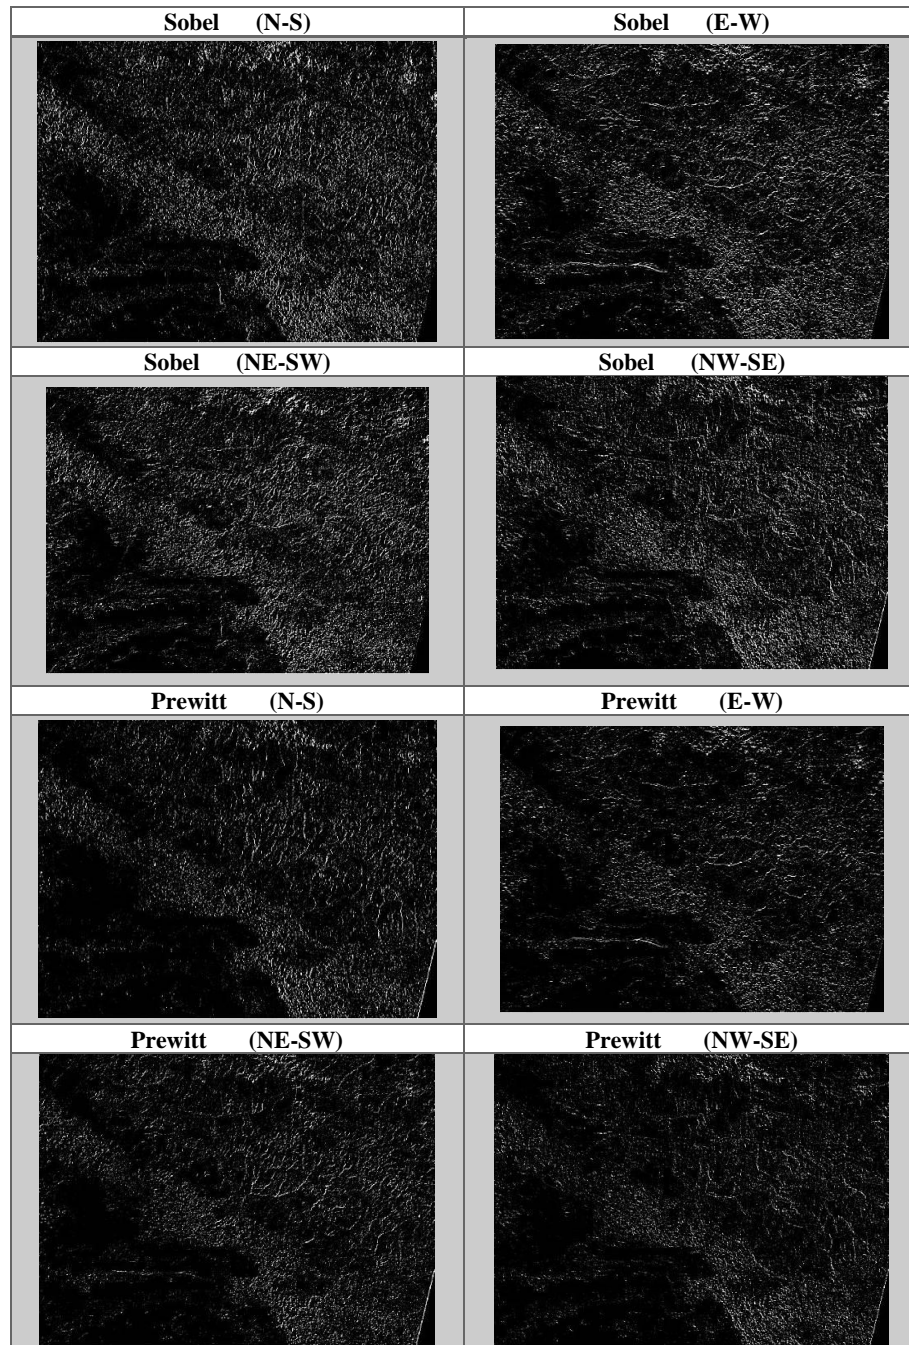 Sobel (N-S)
Sobel (E-W)
Sobel (NE-SW)
Sobel (NW-SE)
Prewitt (N-S)
Prewitt (E-W)
Prewitt (NE-SW)
Prewitt (NW-SE)